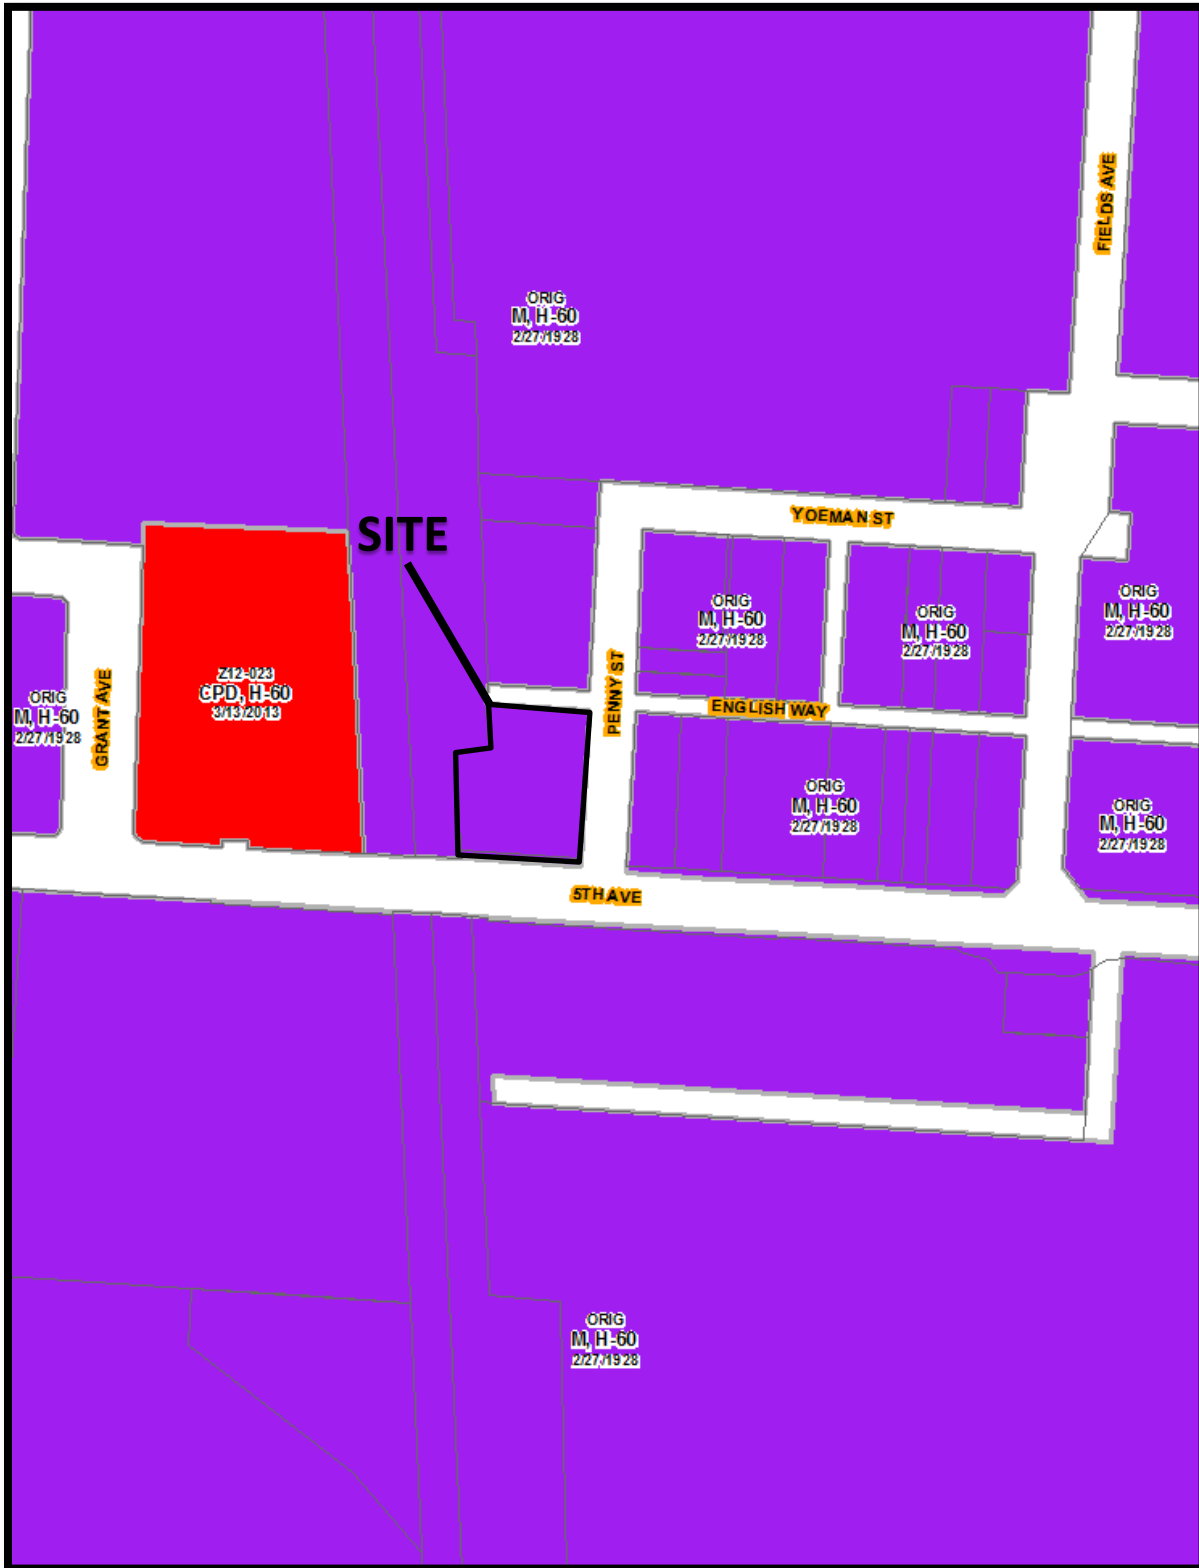 FIELDS AVE
ORIG
M, H-60
2/27/1928
YOEMAN ST
SITE
ORIG
M, H-60
2/27/1928
ORIG
M, H-60
2/27/1928
ORIG
M, H-60
2/27/1928
PENNY ST
ENGLISH WAY
Z12-023
CPD, H-60
3/13/2013
GRANT AVE
ORIG
M, H-60
2/27/1928
ORIG
M, H-60
2/27/1928
ORIG
M, H-60
2/27/1928
5TH AVE
ORIG
M, H-60
2/27/1928